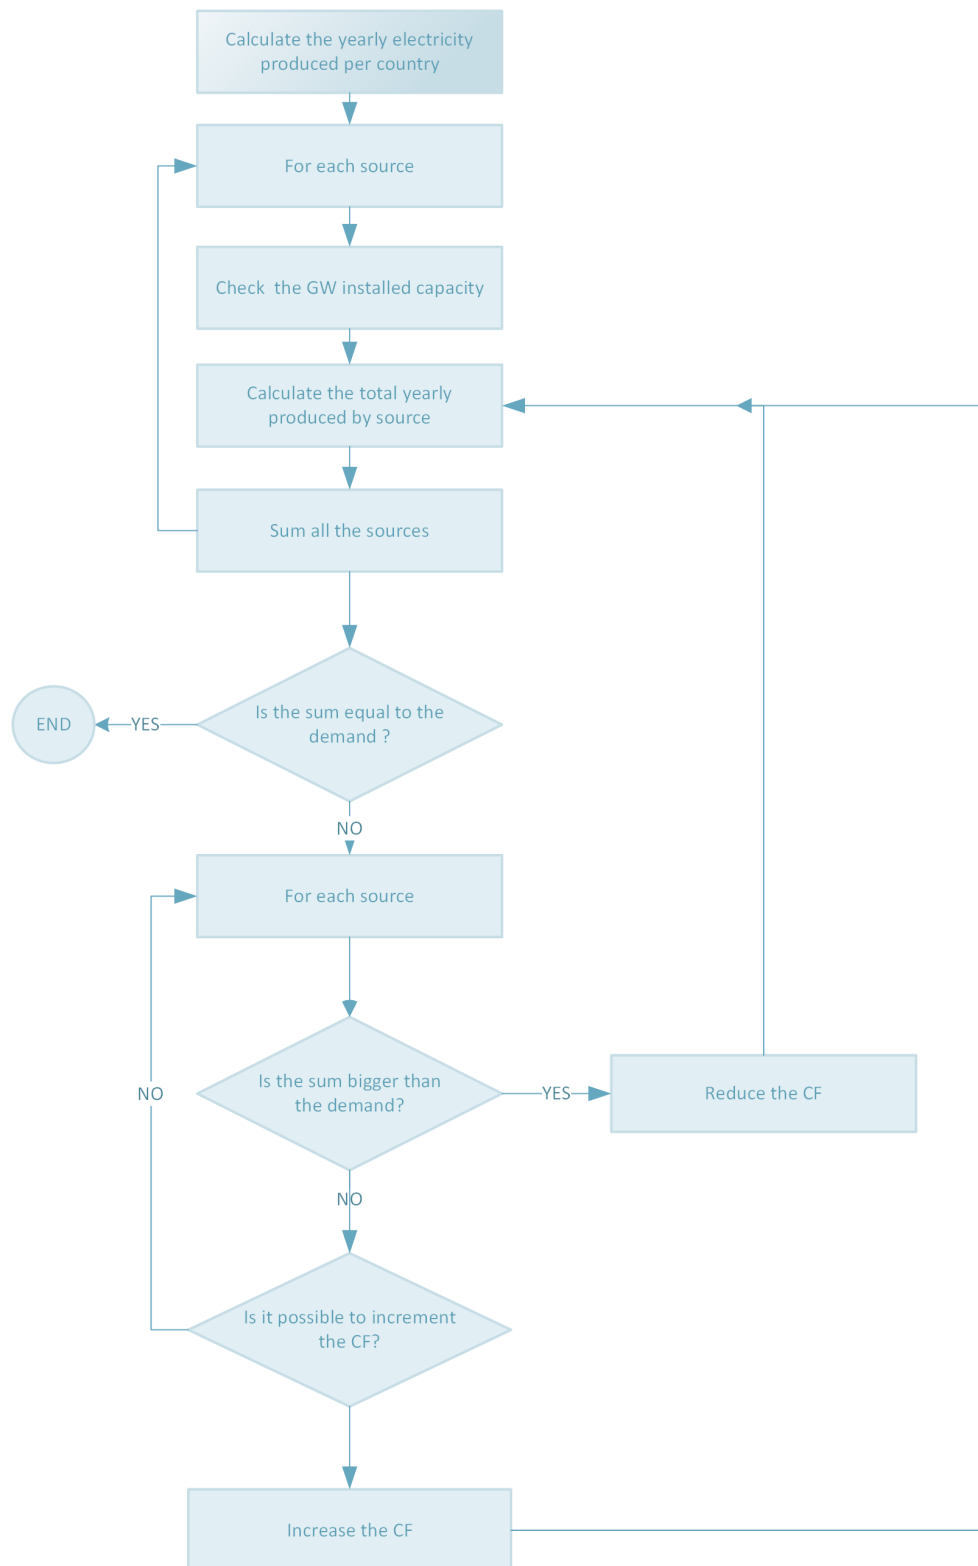 Calculate the yearly electricity
produced per country
For each source
Check  the GW installed capacity
Calculate the total yearly
produced by source
Sum all the sources
Is the sum equal to the
demand ?
YES
END
NO
For each source
Is the sum bigger than
the demand?
YES
Reduce the CF
NO
NO
Is it possible to increment
the CF?
Increase the CF